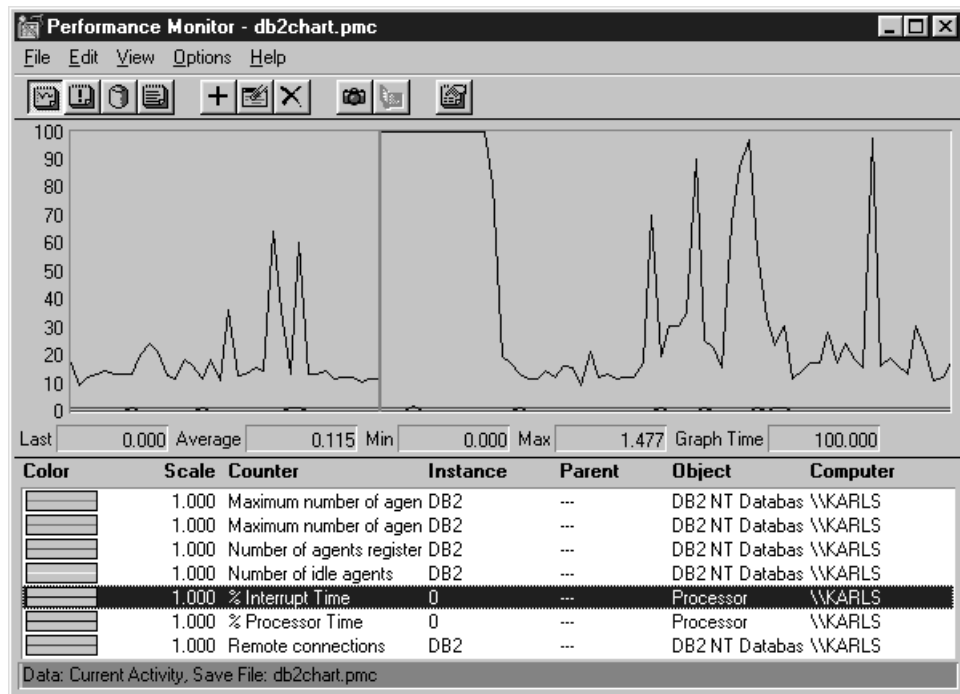 Performance Monitor - db2chart.pmc
File Edit View Options Help
100
90
80
70
60
50
40
30
20
10
0
Last 0.000 Average 0.115 Min 0.000 Max 1.477 Graph Time 100.000
Color Scale Counter Instance Parent Object Computer
1.000 Maximum number of agen DB2 --- DB2 NT Databas \\KARLS
1.000 Maximum number of agen DB2 --- DB2 NT Databas \\KARLS
1.000 Number of agents register DB2 --- DB2 NT Databas \\KARLS
1.000 Number of idle agents DB2 --- DB2 NT Databas \\KARLS
1.000 % Interrupt Time 0 --- Processor \\KARLS
1.000 % Processor Time 0 --- Processor \\KARLS
1.000 Remote connections DB2 --- DB2 NT Databas \\KARLS
Data: Current Activity, Save File: db2chart.pmc